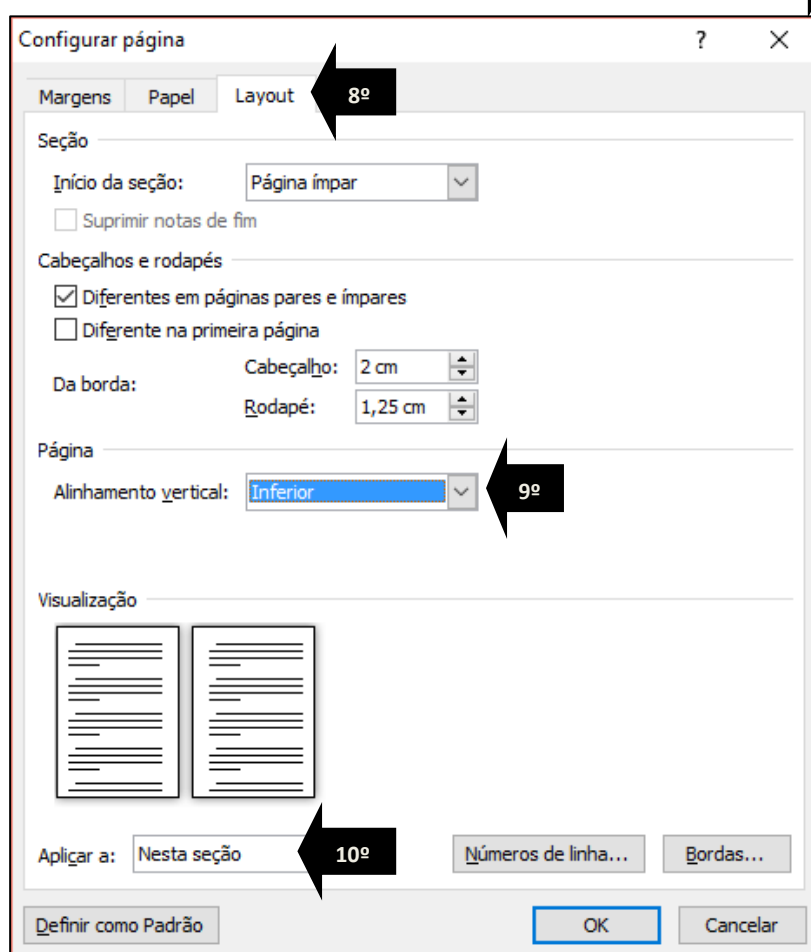 Configurar página ?
Margens Papel Layout 8º
Seção
Início da seção: Página ímpar
Suprimir notas de fim
Cabeçalhos e rodapés
Diferentes em páginas pares e ímpares
Diferente na primeira página
Da borda: Cabeçalho: 2 cm
Rodapé: 1,25 cm
Página
Alinhamento vertical: Inferior 9º
Visualização
Aplicar a: Nesta seção 10º Números de linha... Bordas...
Definir como Padrão OK Cancelar